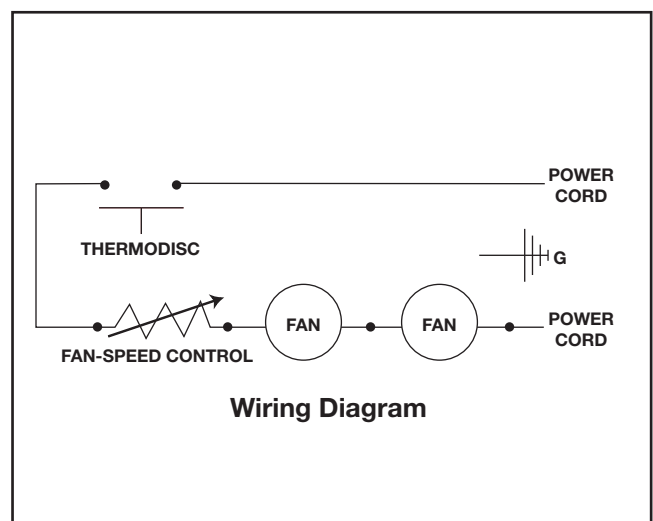 POWER
CORD
THERMODISC
G
FAN
FAN
POWER
CORD
FAN-SPEED CONTROL
Wiring Diagram